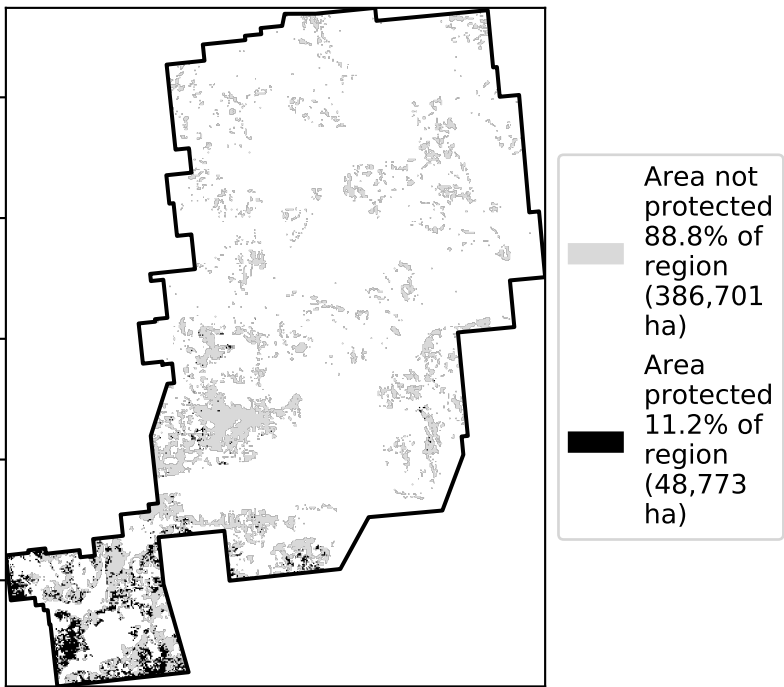 Area not
protected
88.8% of
region
(386,701
ha)
Area
protected
11.2% of
region
(48,773
ha)